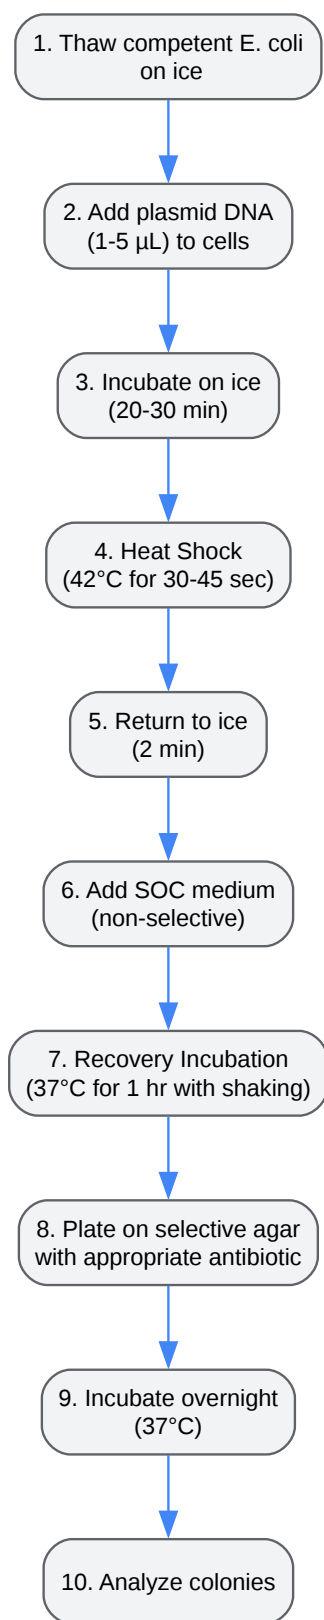 1. Thaw competent E. coli
on ice
2. Add plasmid DNA
(1-5 µL) to cells
3. Incubate on ice
(20-30 min)
4. Heat Shock
(42°C for 30-45 sec)
5. Return to ice
(2 min)
6. Add SOC medium
(non-selective)
7. Recovery Incubation
(37°C for 1 hr with shaking)
8. Plate on selective agar
with appropriate antibiotic
9. Incubate overnight
(37°C)
10. Analyze colonies